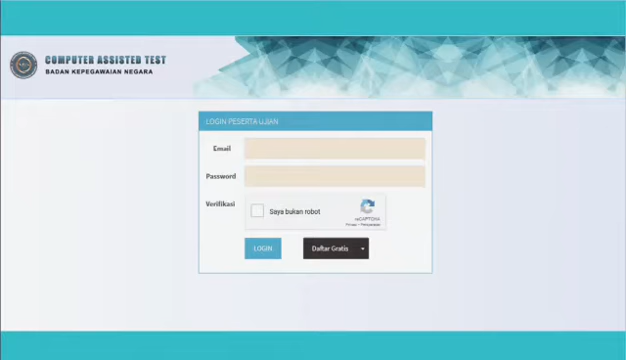 COMPUTER ASSISTED TEST
BADAN KEPEGAWAIAN NEGARA
LOGIN PESERTA UJIAN
Email
Password
Verifikasi
Saya bukan robot
reCAPTCHA
LOGIN
Daftar Gratis